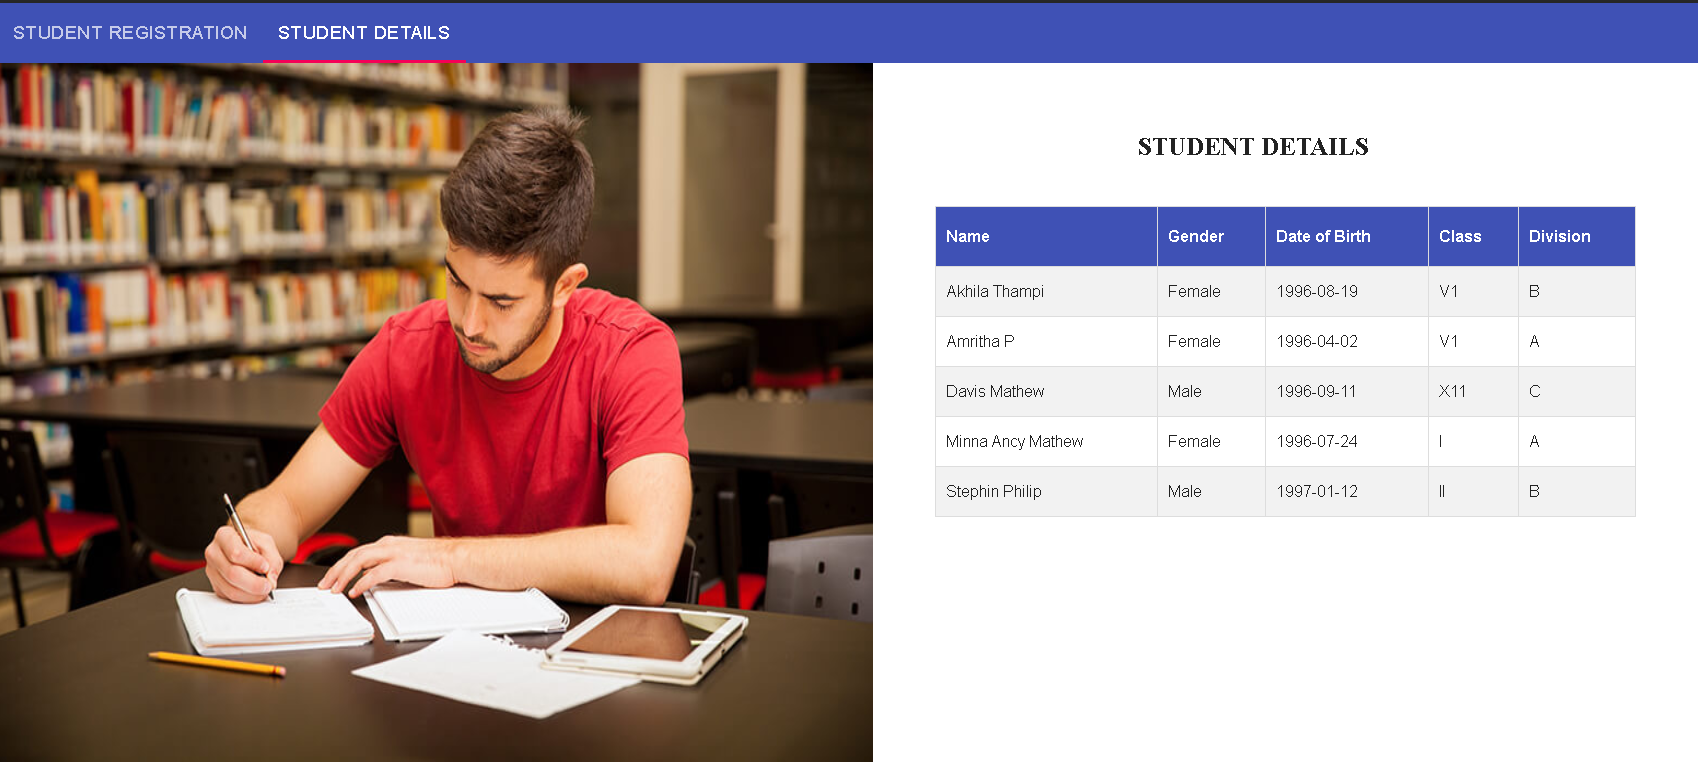 STUDENT REGISTRATION STUDENT DETAILS
STUDENT DETAILS
Name Gender Date of Birth Class Division
Akhila Thampi Female 1996-08-19 V1 B
Amritha P Female 1996-04-02 V1 A
Davis Mathew Male 1996-09-11 X11 C
Minna Ancy Mathew Female 1996-07-24 I A
Stephin Philip Male 1997-01-12 II B